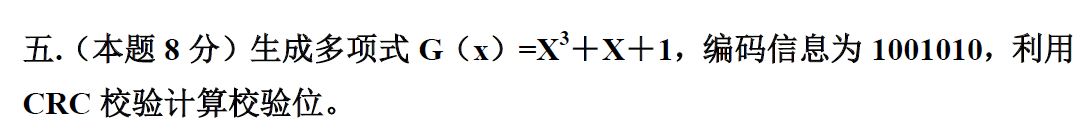 五.（本题 8 分）生成多项式 G（x）=X³＋X＋1，编码信息为 1001010，利用
CRC 校验计算校验位。